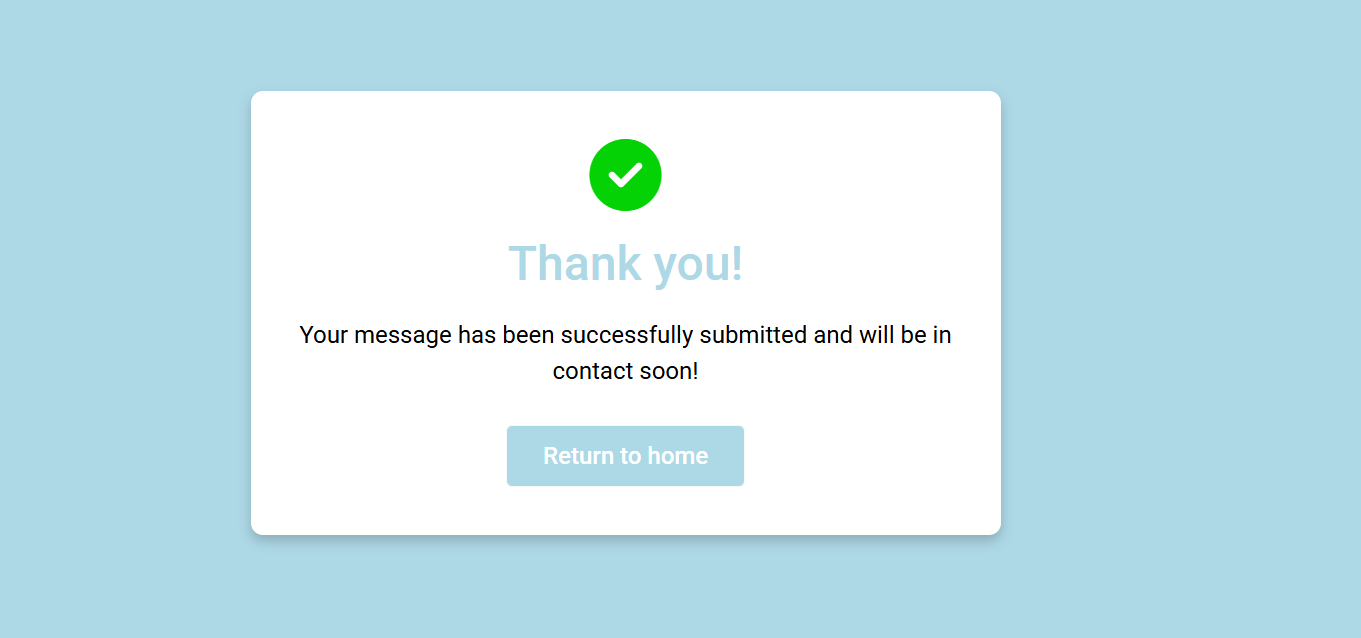 Thank you!
Your message has been successfully submitted and will be in
contact soon!
Return to home